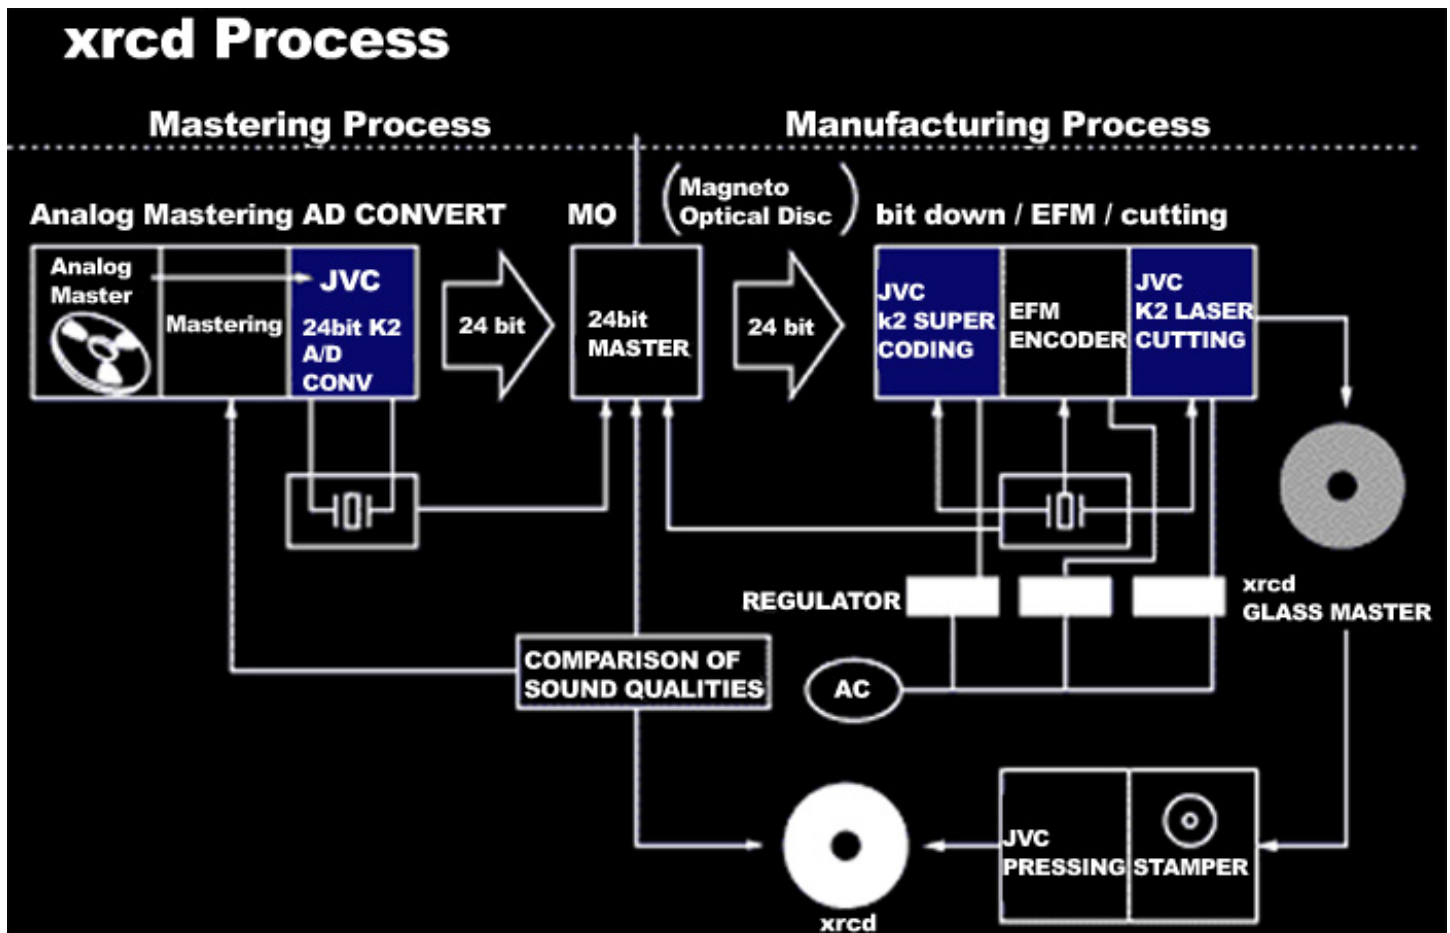 xrcd Process
Mastering Process
Manufacturing Process
Analog Mastering AD CONVERT
MO
(Magneto
Optical Disc)
bit down / EFM / cutting
Analog
Master
Mastering
JVC
24bit K2
A/D
CONV
24 bit
24bit
MASTER
24 bit
JVC
k2 SUPER
CODING
EFM
ENCODER
JVC
K2 LASER
CUTTING
REGULATOR
xrcd
GLASS MASTER
COMPARISON OF
SOUND QUALITIES
AC
JVC
PRESSING
STAMPER
xrcd